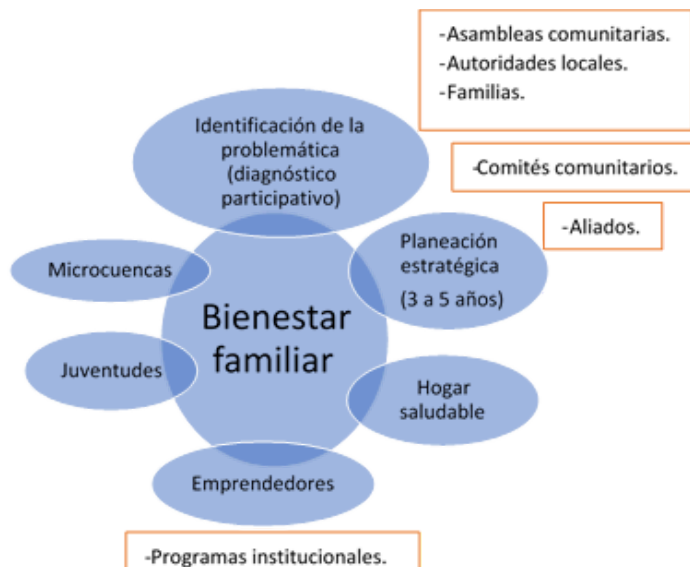 -Asambleas comunitarias.
-Autoridades locales.
-Familias.
Identificación de la
problemática
(diagnóstico
participativo)
-Comités comunitarios.
-Aliados.
Planeación
estratégica
(3 a 5 años)
Microcuencas
Bienestar
familiar
Juventudes
Hogar
saludable
Emprendedores
-Programas institucionales.